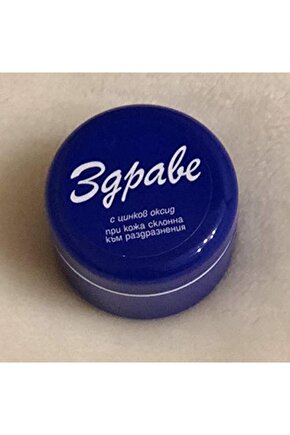 Здраве
с цинков оксид
при кожа склонна
към раздразнения